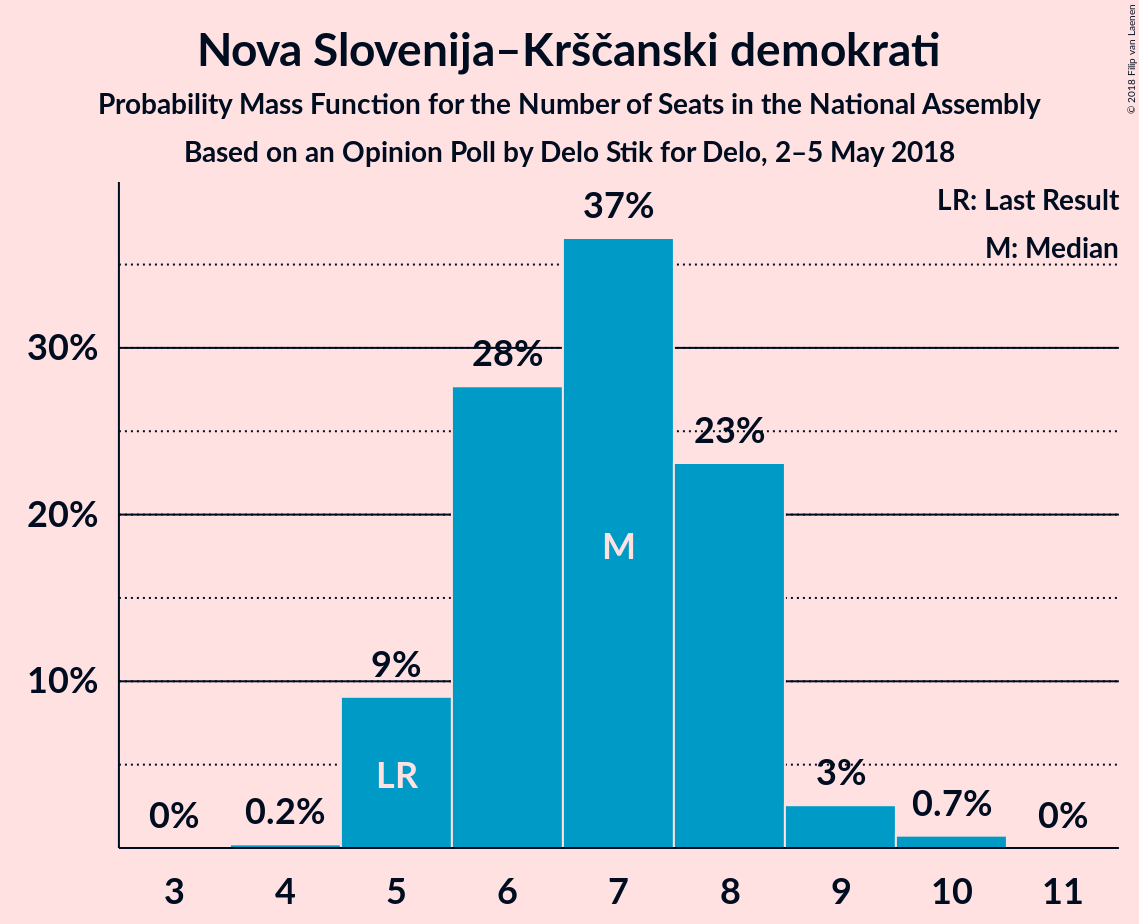 Nova Slovenija–Krščanski demokrati
Probability Mass Function for the Number of Seats in the National Assembly
Based on an Opinion Poll by Delo Stik for Delo, 2–5 May 2018
© 2018 Filip van Laenen
LR: Last Result
M: Median
37%
30%
28%
23%
20%
M
10%
9%
LR
3%
0%
0.2%
0.7%
0%
3 4 5 6 7 8 9 10 11